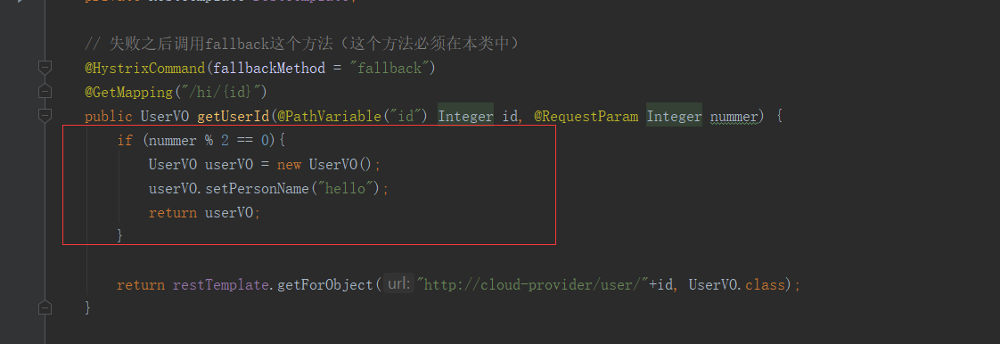 // 失败之后调用fallback这个方法（这个方法必须在本类中）
@HystrixCommand(fallbackMethod = "fallback")
@GetMapping("/hi/{id}")
public UserVO getUserId(@PathVariable("id") Integer id, @RequestParam Integer nummer) {
if (nummer % 2 == 0){
UserVO userVO = new UserVO();
userVO.setPersonName("hello");
return userVO;
}
return restTemplate.getForObject( url: "http://cloud-provider/user/"+id, UserVO.class);
}